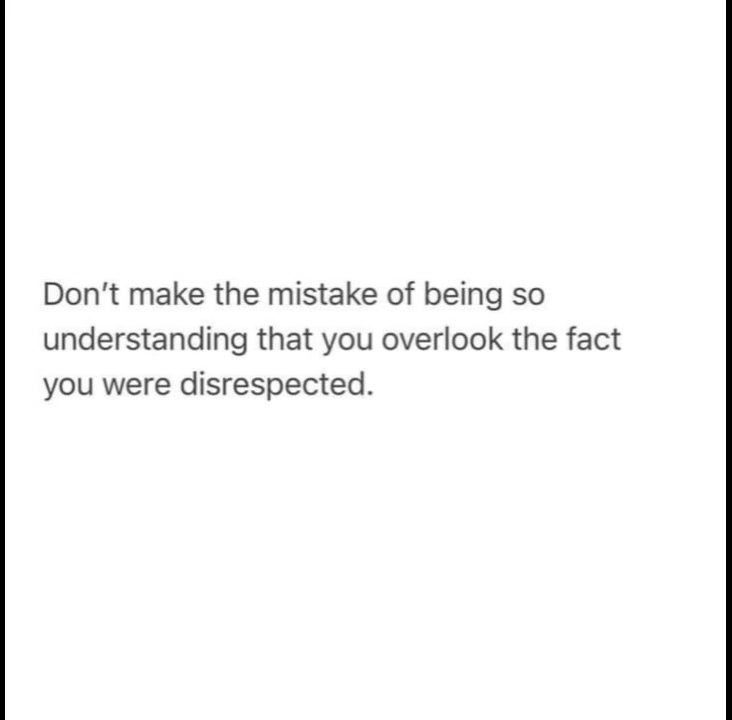 Don't make the mistake of being so
understanding that you overlook the fact
you were disrespected.